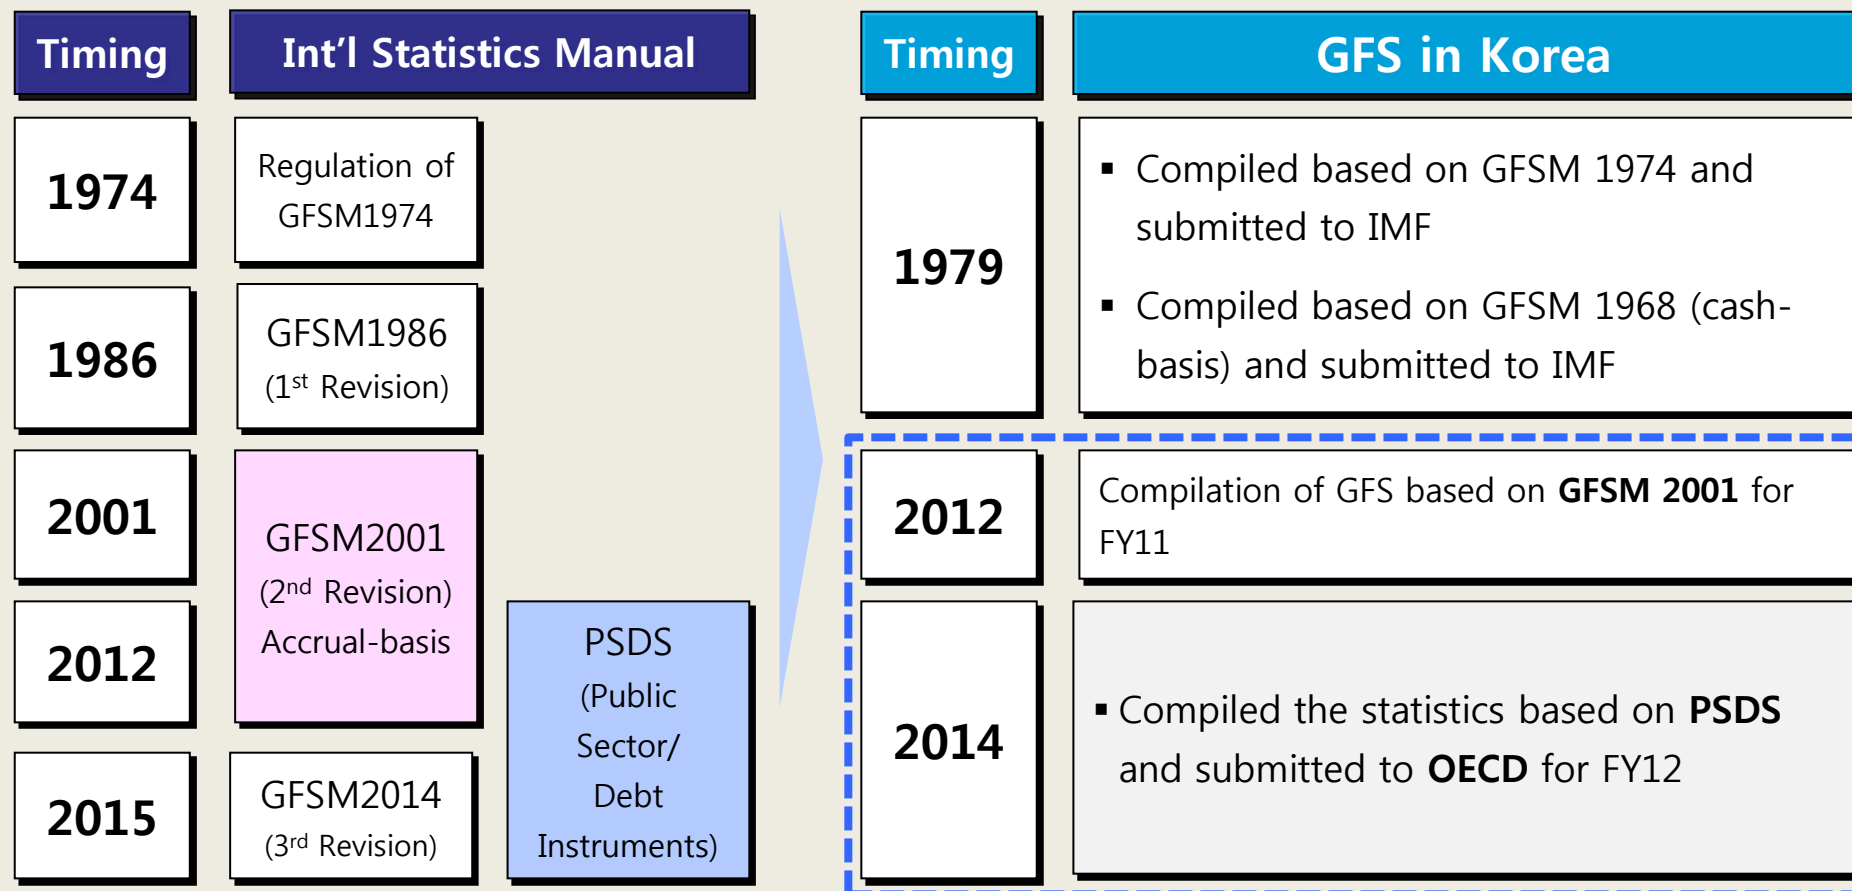 Timing
Int'l Statistics Manual
1974
Regulation of
GFSM1974
1986
GFSM1986
(1st Revision)
2001
2012
GFSM2001
(2nd Revision)
Accrual-basis
2015
GFSM2014
(3rd Revision)
PSDS
(Public
Sector/
Debt
Instruments)
Timing
GFS in Korea
1979
▪ Compiled based on GFSM 1974 and
submitted to IMF
▪ Compiled based on GFSM 1968 (cash-
basis) and submitted to IMF
2012
Compilation of GFS based on GFSM 2001 for
FY11
2014
▪ Compiled the statistics based on PSDS
and submitted to OECD for FY12